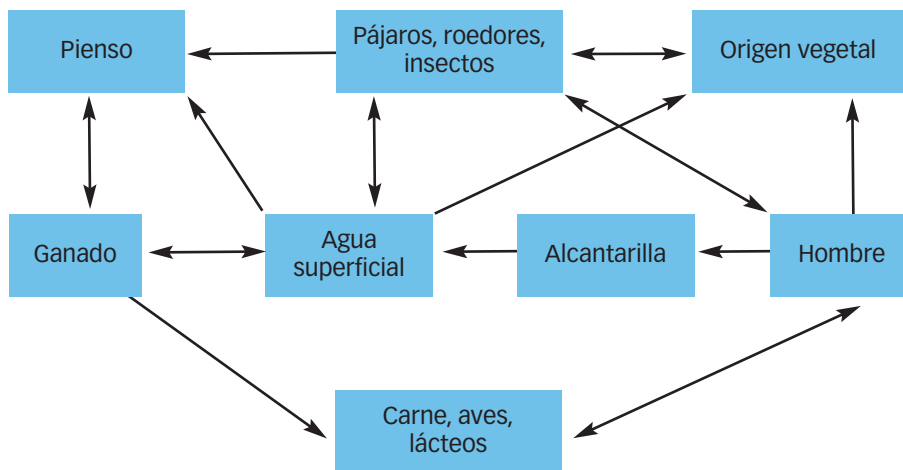 Pienso
Pájaros, roedores,
insectos
Origen vegetal
Ganado
Agua
superficial
Alcantarilla
Hombre
Carne, aves,
lácteos